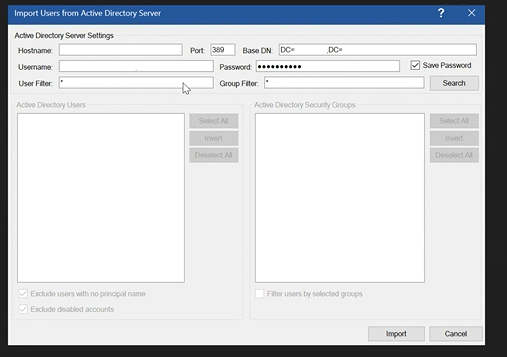 Import Users from Active Directory Server ?
Active Directory Server Settings
Hostname: Port: 389 Base DN: DC= ,DC=
Username: Password: ●●●●●●●●●● Save Password
User Filter: * Group Filter: * Search
Active Directory Users Active Directory Security Groups
Select All Select All
Invert Invert
Deselect All Deselect All
Exclude users with no principal name Filter users by selected groups
Exclude disabled accounts
Import Cancel